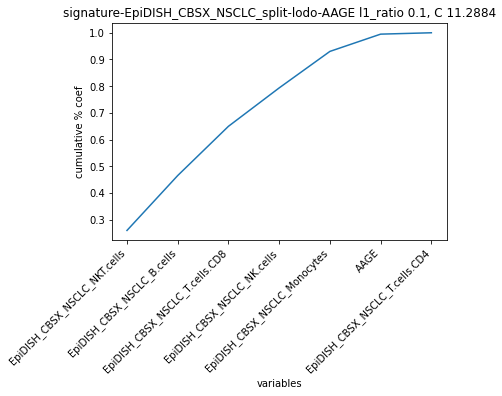 signature-EpiDISH_CBSX_NSCLC_split-lodo-AAGE l1_ratio 0.1, C 11.2884
cumulative % coef
1.0
0.9
0.8
0.7
0.6
0.5
0.4
0.3
EpiDISH_CBSX_NSCLC_NKT.cells
EpiDISH_CBSX_NSCLC_B.cells
EpiDISH_CBSX_NSCLC_T.cells.CD8
EpiDISH_CBSX_NSCLC_NK.cells
EpiDISH_CBSX_NSCLC_Monocytes
AAGE
EpiDISH_CBSX_NSCLC_T.cells.CD4
variables